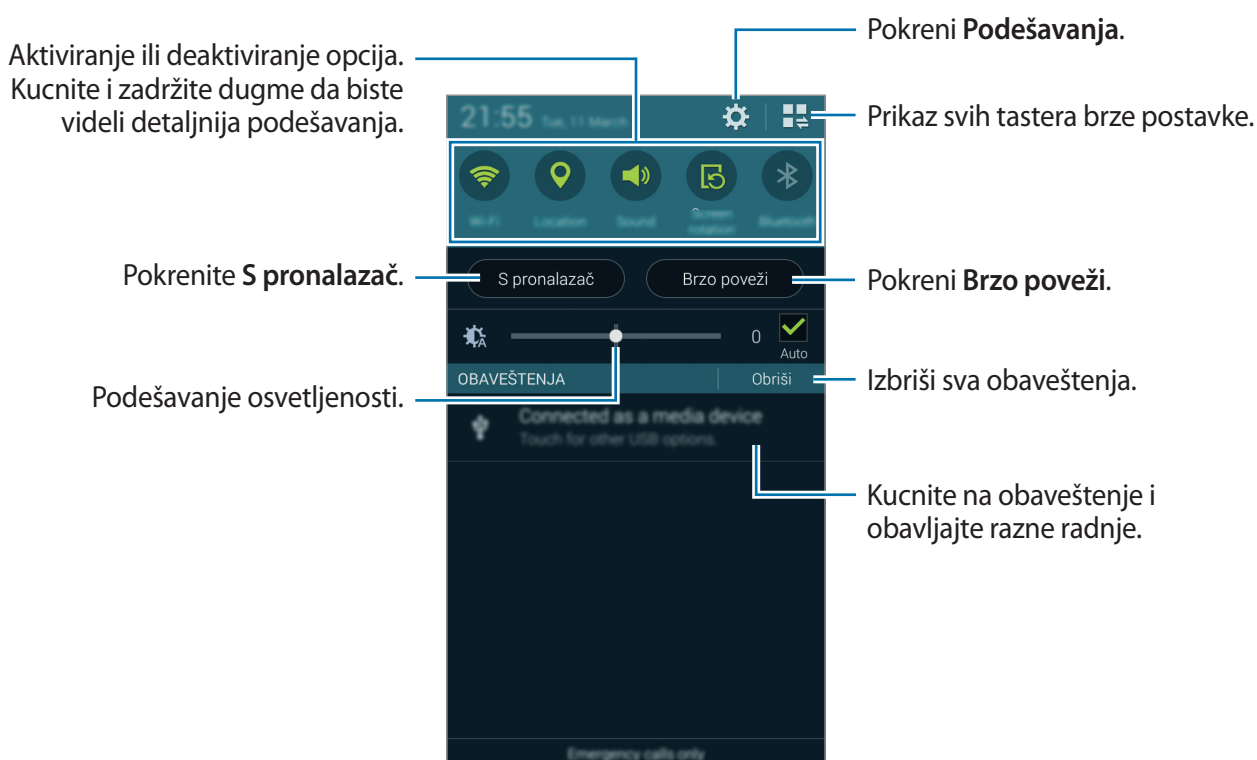 Pokreni Podešavanja.
Aktiviranje ili deaktiviranje opcija.
Kucnite i zadržite dugme da biste
videli detaljnija podešavanja.
21:55 Tue, 11 March
Prikaz svih tastera brze postavke.
Wi-Fi
Location
Sound
Screen
rotation
Bluetooth
Pokrenite S pronalazač.
S pronalazač
Brzo poveži
Pokreni Brzo poveži.
0
Auto
OBAVEŠTENJA
Obriši
Izbriši sva obaveštenja.
Podešavanje osvetljenosti.
Connected as a media device
Touch for other USB options.
Kucnite na obaveštenje i
obavljajte razne radnje.
Emergency calls only